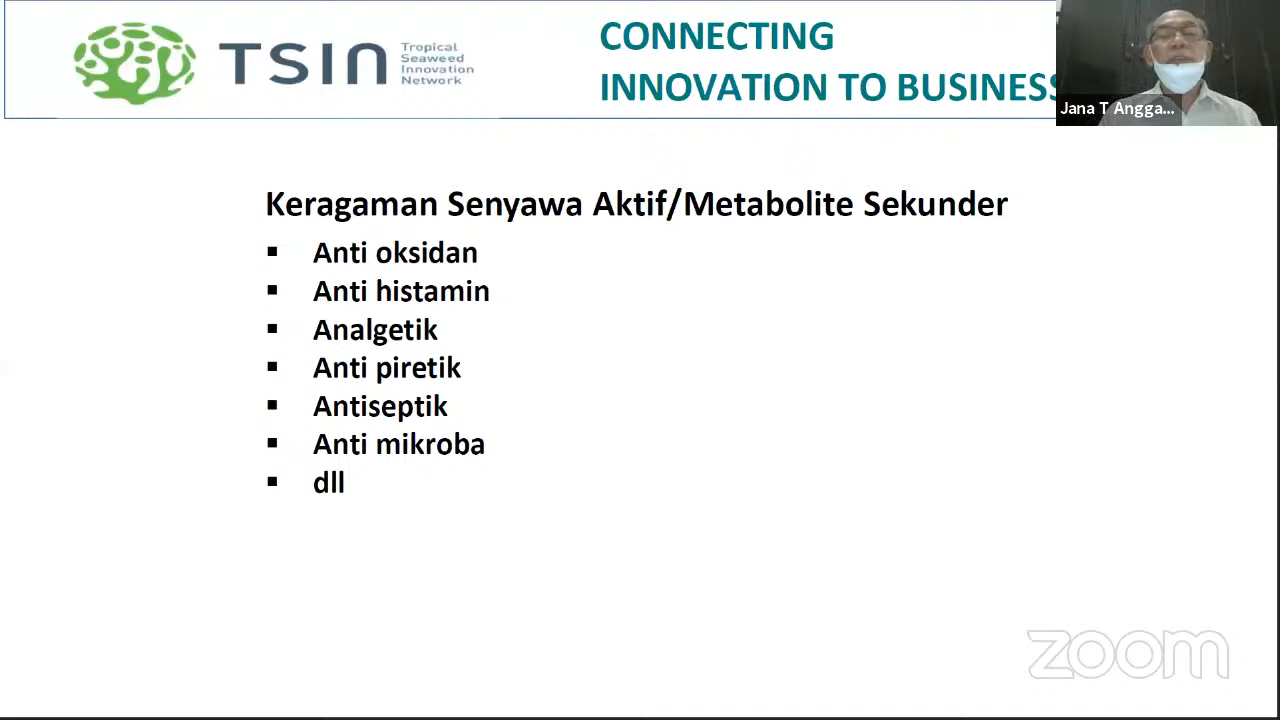 TSIN
Tropical
Seaweed
Innovation
Network
CONNECTING
INNOVATION TO BUSINESS
Jana T Angga...
Keragaman Senyawa Aktif/Metabolite Sekunder
▪ Anti oksidan
▪ Anti histamin
▪ Analgetik
▪ Anti piretik
▪ Antiseptik
▪ Anti mikroba
▪ dll
zoom